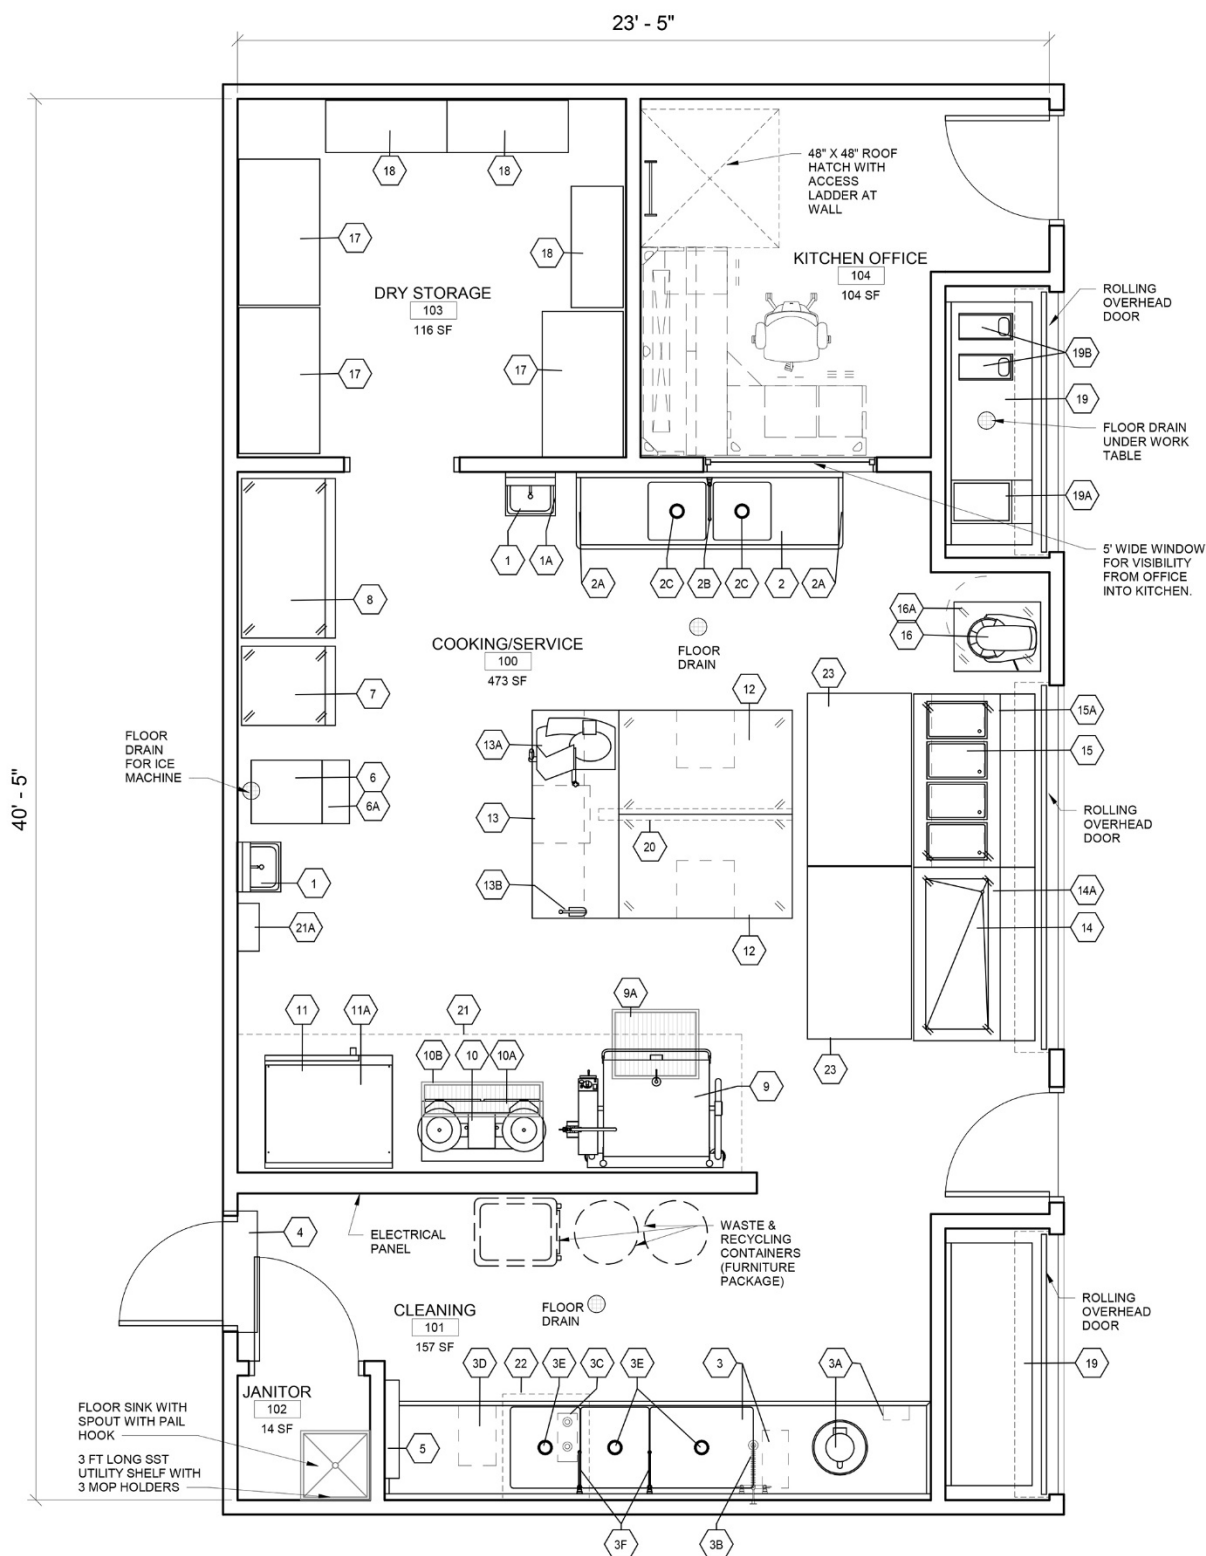 23' - 5"
40' - 5"
18
18
17
18
DRY STORAGE
103
116 SF
17
17
48" X 48" ROOF
HATCH WITH
ACCESS
LADDER AT
WALL
KITCHEN OFFICE
104
104 SF
ROLLING
OVERHEAD
DOOR
19B
19
FLOOR DRAIN
UNDER WORK
TABLE
19A
5' WIDE WINDOW
FOR VISIBILITY
FROM OFFICE
INTO KITCHEN.
1
1A
2A
2C
2B
2C
2
2A
8
COOKING/SERVICE
100
473 SF
FLOOR
DRAIN
16A
16
7
23
12
15A
15
FLOOR
DRAIN
FOR ICE
MACHINE
6
6A
13A
13
20
ROLLING
OVERHEAD
DOOR
1
13B
14A
14
21A
12
9A
11
11A
21
10B
10
10A
9
23
4
ELECTRICAL
PANEL
WASTE &
RECYCLING
CONTAINERS
(FURNITURE
PACKAGE)
CLEANING
101
157 SF
FLOOR
DRAIN
ROLLING
OVERHEAD
DOOR
19
3D
22
3E
3C
3E
3
3A
JANITOR
102
14 SF
FLOOR SINK WITH
SPOUT WITH PAIL
HOOK
3 FT LONG SST
UTILITY SHELF WITH
3 MOP HOLDERS
5
3F
3B